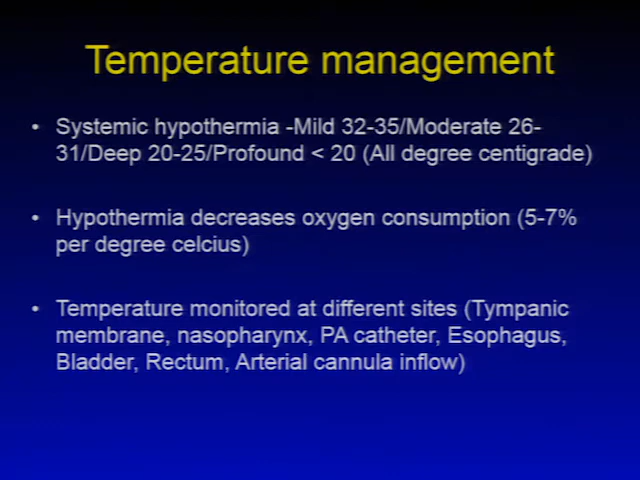 Temperature management
• Systemic hypothermia -Mild 32-35/Moderate 26-
31/Deep 20-25/Profound < 20 (All degree centigrade)
• Hypothermia decreases oxygen consumption (5-7%
per degree celcius)
• Temperature monitored at different sites (Tympanic
membrane, nasopharynx, PA catheter, Esophagus,
Bladder, Rectum, Arterial cannula inflow)